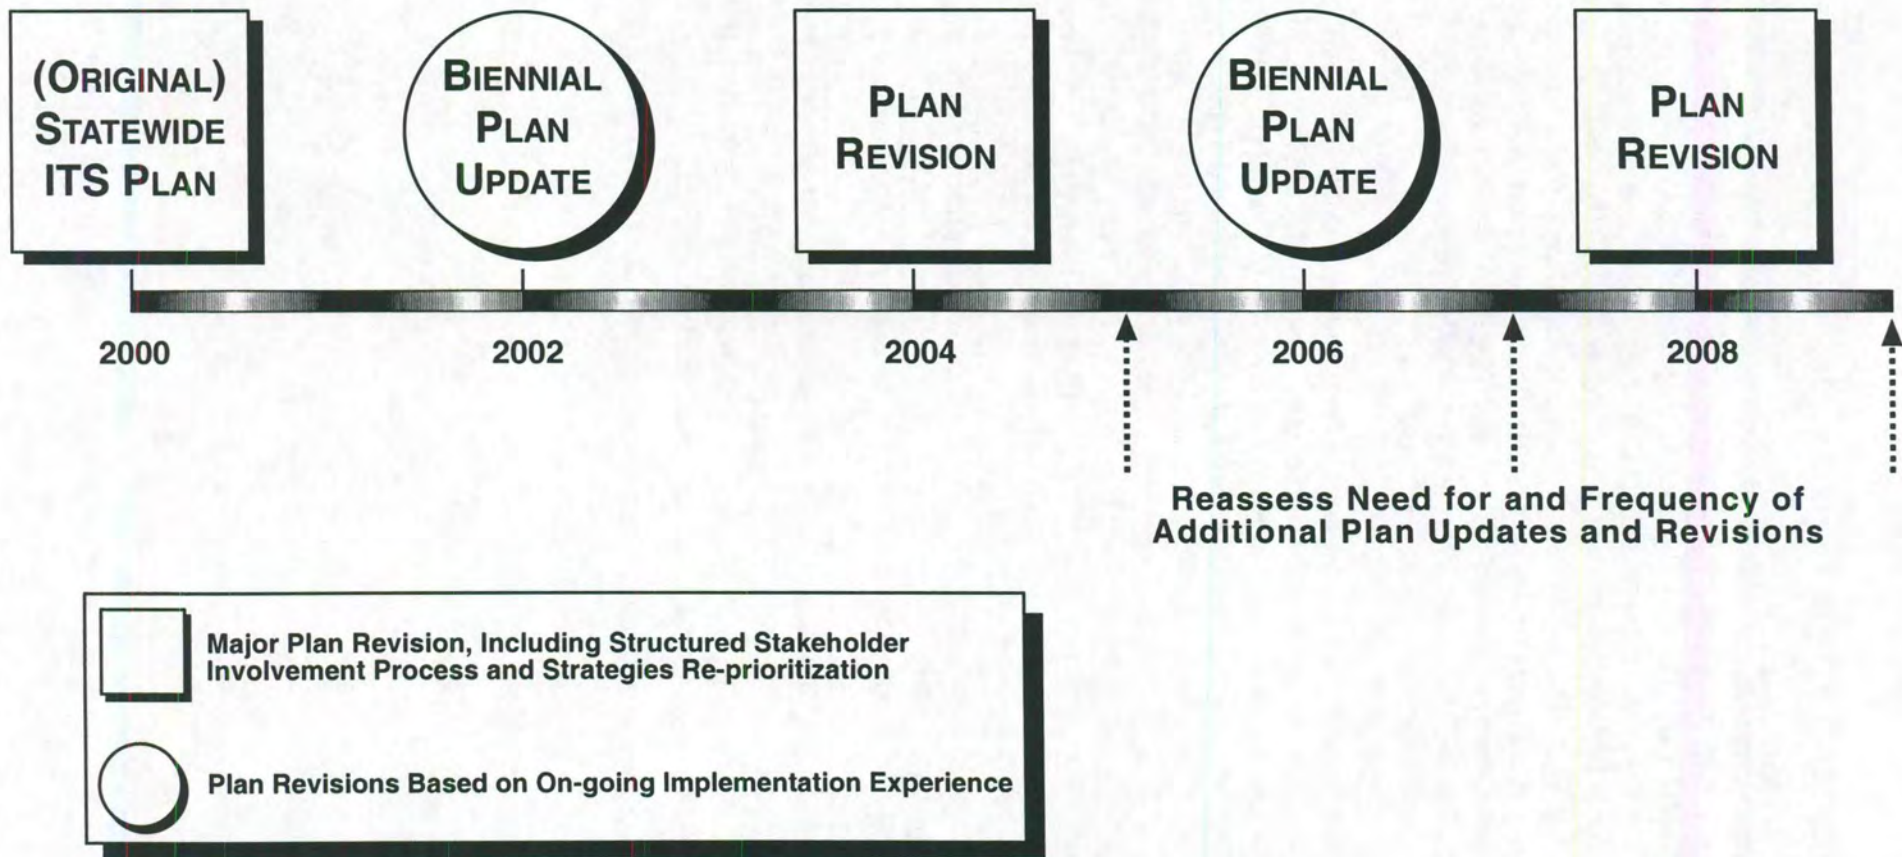 (ORIGINAL)
STATEWIDE
ITS PLAN
BIENNIAL
PLAN
UPDATE
PLAN
REVISION
BIENNIAL
PLAN
UPDATE
PLAN
REVISION
2000
2002
2004
2006
2008
Reassess Need for and Frequency of
Additional Plan Updates and Revisions
Major Plan Revision, Including Structured Stakeholder
Involvement Process and Strategies Re-prioritization
Plan Revisions Based on On-going Implementation Experience